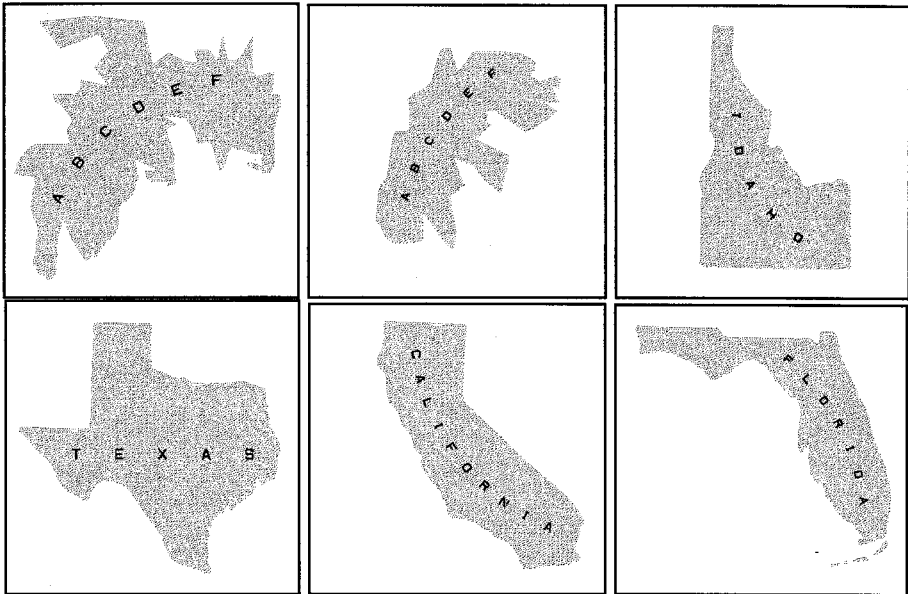 ABCDEF
ABCDEF
IDAHO
TEXAS
CALIFORNIA
FLORIDA